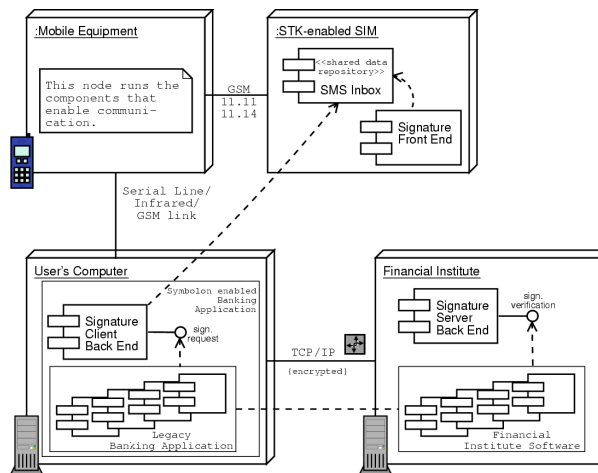 :Mobile Equipment
This node runs the
components that
enable communi-
cation.
GSM
11.11
11.14
:STK-enabled SIM
<<shared data
repository>>
SMS Inbox
Signature
Front End
Serial Line/
Infrared/
GSM link
User's Computer
Symbolon enabled
Banking
Application
Signature
Client
Back End
sign.
request
Legacy
Banking Application
TCP/IP
{encrypted}
Financial Institute
Signature
Server
Back End
sign.
verification
Financial
Institute Software